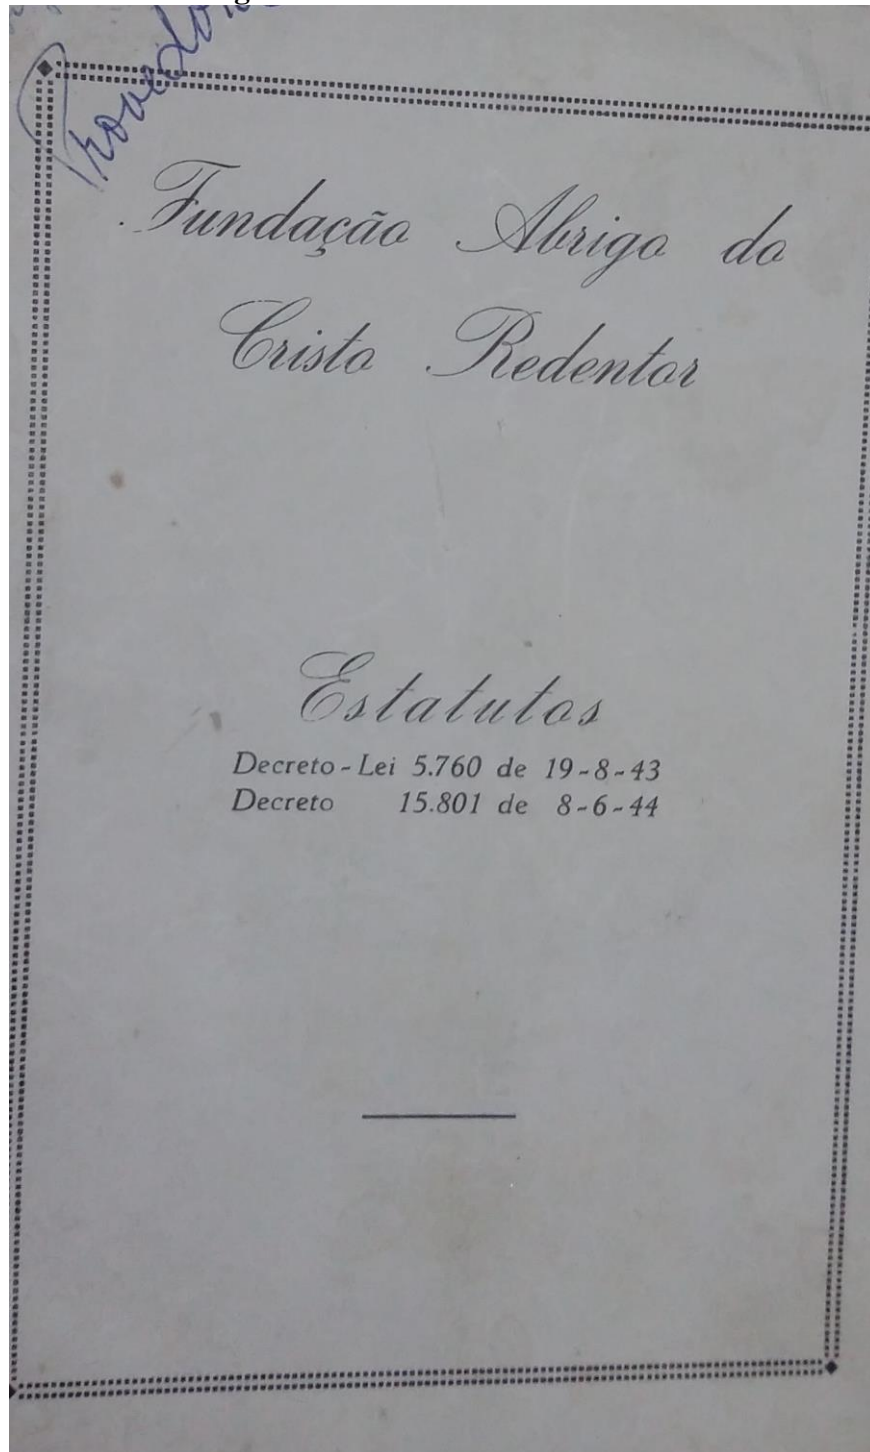 Fundação Abrigo do
Cristo Redentor
Estatutos
Decreto-Lei 5.760 de 19-8-43
Decreto 15.801 de 8-6-44